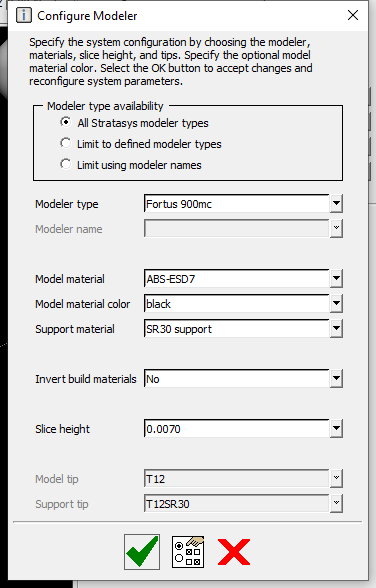 Configure Modeler
Specify the system configuration by choosing the modeler,
materials, slice height, and tips. Specify the optional model
material color. Select the OK button to accept changes and
reconfigure system parameters.
Modeler type availability
All Stratasys modeler types
Limit to defined modeler types
Limit using modeler names
Modeler type Fortus 900mc
Modeler name
Model material ABS-ESD7
Model material color black
Support material SR30 support
Invert build materials No
Slice height 0.0070
Model tip T12
Support tip T12SR30